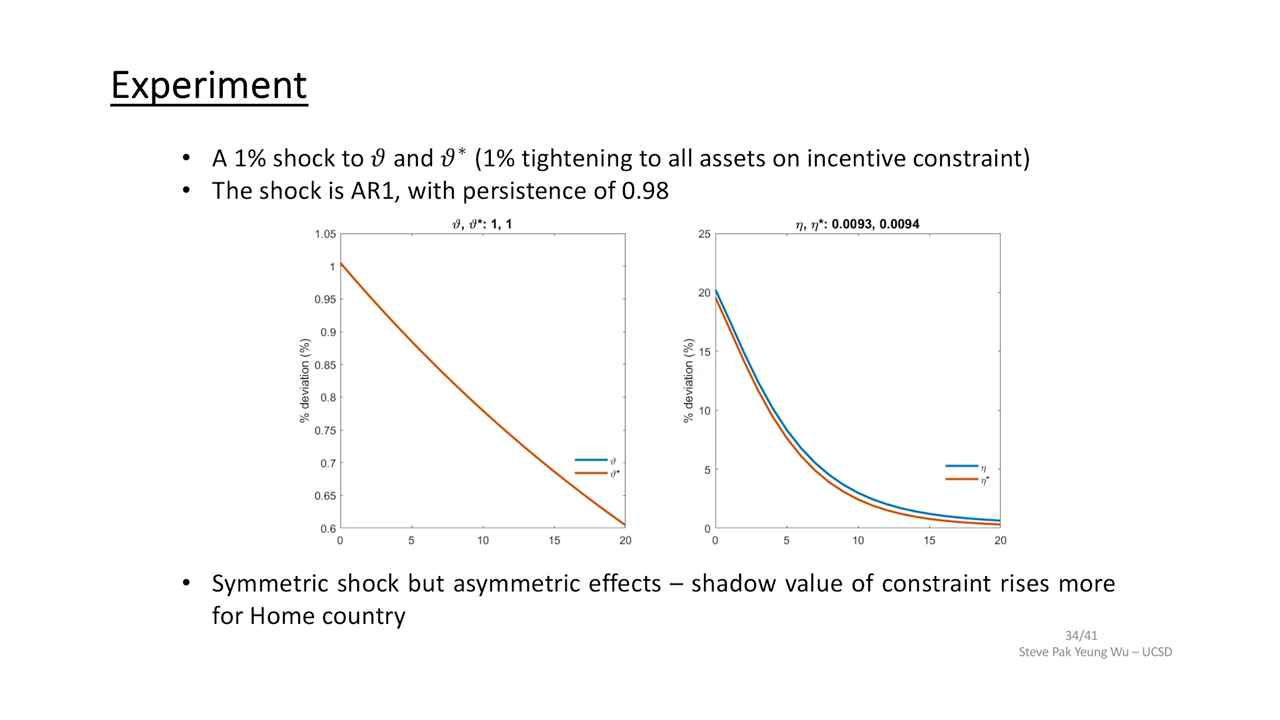 Experiment
• A 1% shock to ϑ and ϑ* (1% tightening to all assets on incentive constraint)
• The shock is AR1, with persistence of 0.98
ϑ, ϑ*: 1, 1
1.05
1
0.95
0.9
0.85
0.8
0.75
0.7
0.65
0.6
% deviation (%)
0 5 10 15 20
ϑ
ϑ*
η, η*: 0.0093, 0.0094
25
20
15
10
5
0
% deviation (%)
0 5 10 15 20
η
η*
• Symmetric shock but asymmetric effects – shadow value of constraint rises more
for Home country
34/41
Steve Pak Yeung Wu – UCSD